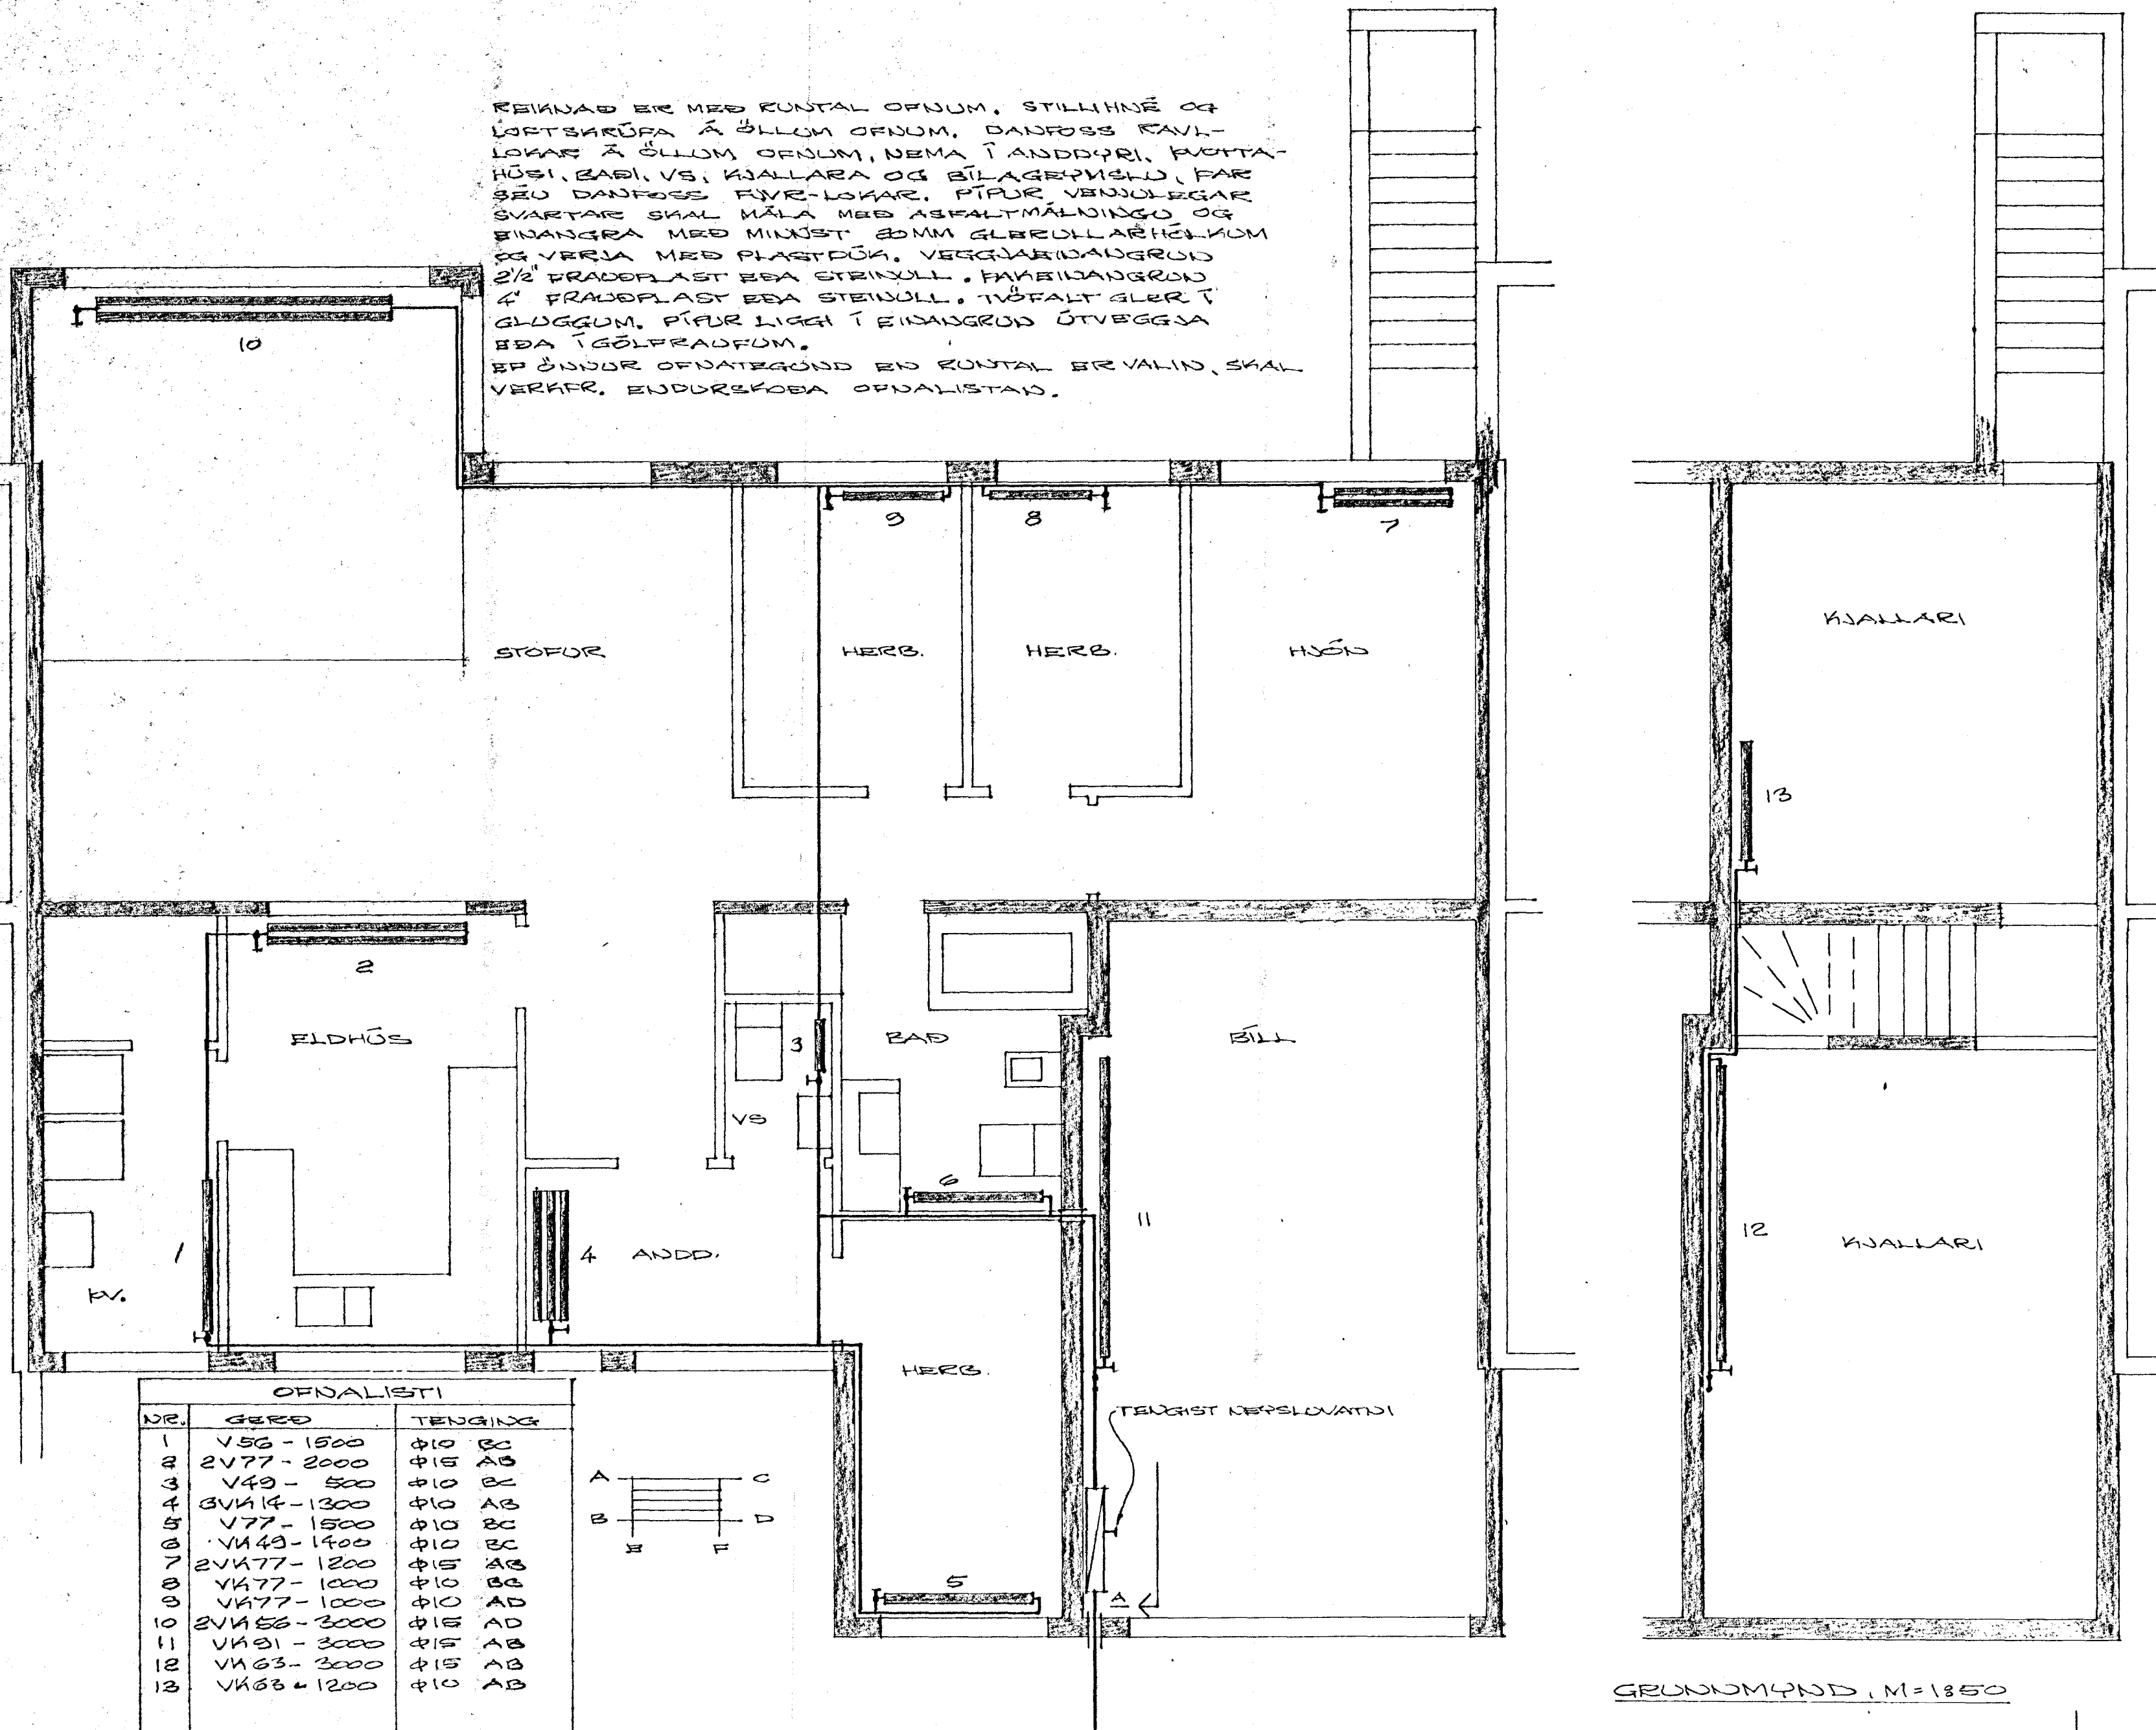 REIKNAÐ ER MEÐ RUNTAL OFNUM. STILLIHNÉ OG
LOFTSKRÚFA Á ÖLLUM OFNUM. DANFOSS RAVL-
LOKAR Á ÖLLUM OFNUM, NEMA Í ANDDYRI. ÞVOTTA-
HÚSI, BAÐI, VS, KJALLARA OG BÍLAGEYMSLU, ÞAR
SÉU DANFOSS FJVR-LOKAR. PÍPUR VENJULEGAR
SVARTAR SKAL MÁLA MEÐ ASFALTMÁLNINGU OG
EINANGRA MEÐ MINNST 20MM GLERULLARHÓLKUM
OG VERJA MEÐ PLASTDÚK. VEGGJAEINANGRUN
2 1/2" FRAUÐPLAST EÐA STEINULL. ÞAKEINANGRUN
4" FRAUÐPLAST EÐA STEINULL. TVÖFALT GLER Í
GLUGGUM. PÍPUR LIGGI Í EINANGRUN ÚTVEGGJA
EÐA Í GÓLFRAUFUM.
EF ÖNNUR OFNATEGUND EN RUNTAL ER VALIN, SKAL
VERKFR. ENDURSKOÐA OFNALISTAN.
10
9
8
7
STOFUR
HERB.
HERB.
HJÓN
KJALLARI
13
2
ELDHÚS
3
BAÐ
BÍLL
VS
6
1
4 ANDD.
11
12
KJALLARI
ÞV.
HERB.
TENGIST NEYSLUVATNI
5
A
OFNALISTI
NR. GERÐ TENGING
1 V56-1500 Φ10 BC
2 2V77-2000 Φ15 AB
3 V49-500 Φ10 BC
4 3VK14-1300 Φ10 AB
5 V77-1500 Φ10 BC
6 VK49-1400 Φ10 BC
7 2VK77-1200 Φ15 AB
8 VK77-1000 Φ10 BC
9 VK77-1000 Φ10 AD
10 2VK56-3000 Φ15 AD
11 VK91-3000 Φ15 AB
12 VK63-3000 Φ15 AB
13 VK63-1200 Φ10 AB
A C
B D
E F
GRUNNMYND, M=1:50